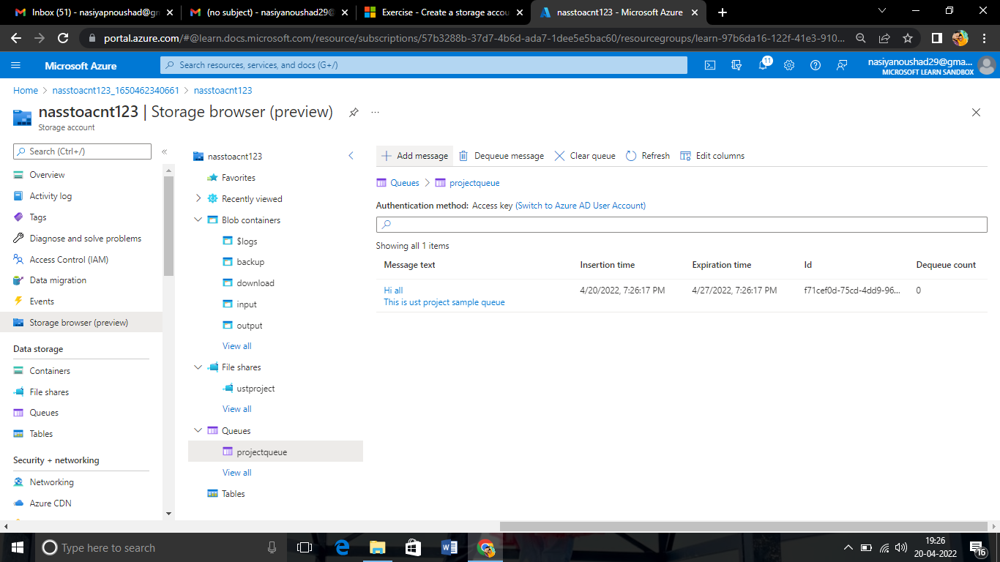 Inbox (51) - nasiyapnoushad@gm
(no subject) - nasiyanoushad29@
Exercise - Create a storage accou
nasstoacnt123 - Microsoft Azure
portal.azure.com/#@learn.docs.microsoft.com/resource/subscriptions/57b3288b-37d7-4b6d-ada7-1dee5e5bac60/resourcegroups/learn-97b6da16-122f-41e3-910...
Microsoft Azure
Search resources, services, and docs (G+/)
11
nasiyanoushad29@gma...
MICROSOFT LEARN SANDBOX
Home > nasstoacnt123_1650462340661 > nasstoacnt123
nasstoacnt123 | Storage browser (preview) ...
Storage account
Search (Ctrl+/)
Overview
Activity log
Tags
Diagnose and solve problems
Access Control (IAM)
Data migration
Events
Storage browser (preview)
Data storage
Containers
File shares
Queues
Tables
Security + networking
Networking
Azure CDN
nasstoacnt123
Favorites
Recently viewed
Blob containers
$logs
backup
download
input
output
View all
File shares
ustproject
View all
Queues
projectqueue
View all
Tables
Add message
Dequeue message
Clear queue
Refresh
Edit columns
Queues > projectqueue
Authentication method: Access key (Switch to Azure AD User Account)
Showing all 1 items
Message text Insertion time Expiration time Id Dequeue count
Hi all 4/20/2022, 7:26:17 PM 4/27/2022, 7:26:17 PM f71cef0d-75cd-4dd9-96... 0
This is ust project sample queue
Type here to search
19:26
20-04-2022
16